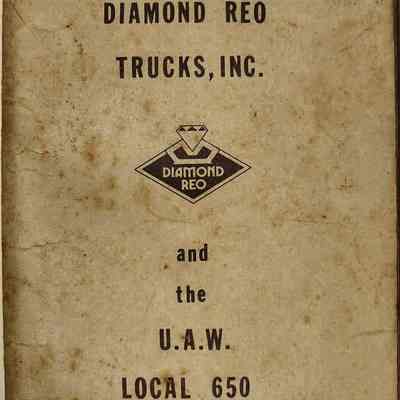 DIAMOND REO
TRUCKS, INC.
DIAMOND
REO
and
the
U.A.W.
LOCAL 650